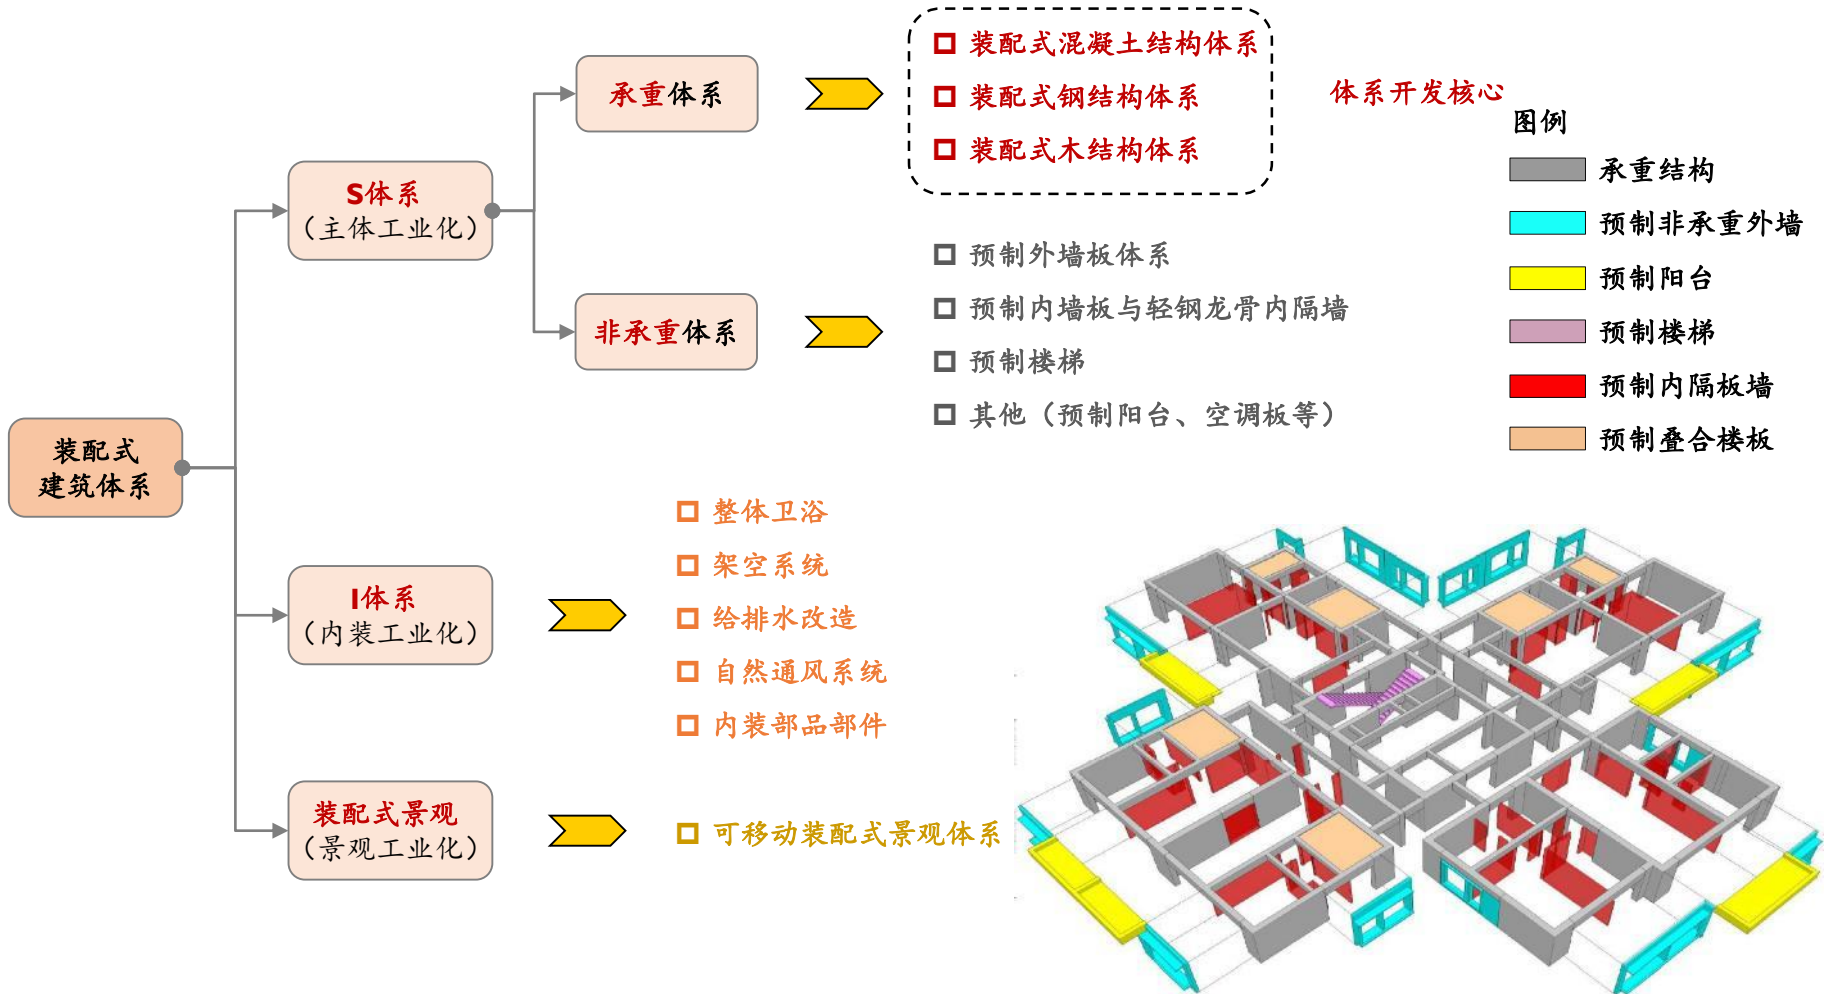 装配式
建筑体系
S体系
（主体工业化）
承重体系
装配式混凝土结构体系
装配式钢结构体系
装配式木结构体系
体系开发核心
非承重体系
预制外墙板体系
预制内墙板与轻钢龙骨内隔墙
预制楼梯
其他（预制阳台、空调板等）
I体系
（内装工业化）
整体卫浴
架空系统
给排水改造
自然通风系统
内装部品部件
装配式景观
（景观工业化）
可移动装配式景观体系
图例
承重结构
预制非承重外墙
预制阳台
预制楼梯
预制内隔板墙
预制叠合楼板